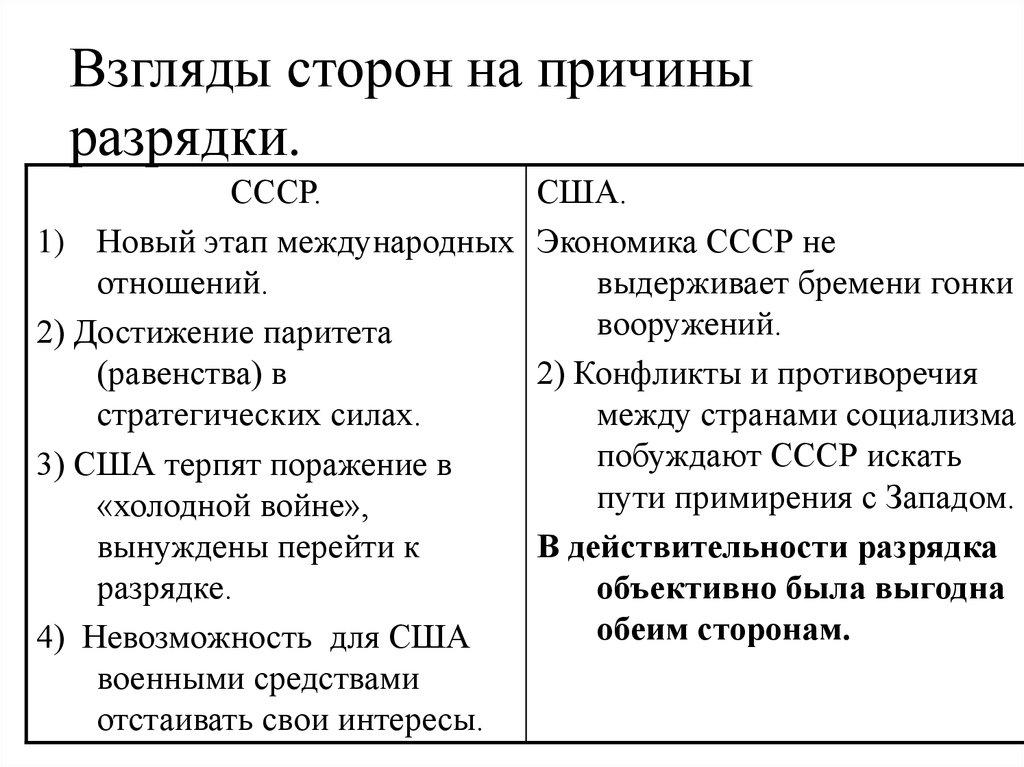 Взгляды сторон на причины
разрядки.
СССР.
1) Новый этап международных
отношений.
2) Достижение паритета
(равенства) в
стратегических силах.
3) США терпят поражение в
«холодной войне»,
вынуждены перейти к
разрядке.
4) Невозможность для США
военными средствами
отстаивать свои интересы.
США.
Экономика СССР не
выдерживает бремени гонки
вооружений.
2) Конфликты и противоречия
между странами социализма
побуждают СССР искать
пути примирения с Западом.
В действительности разрядка
объективно была выгодна
обеим сторонам.